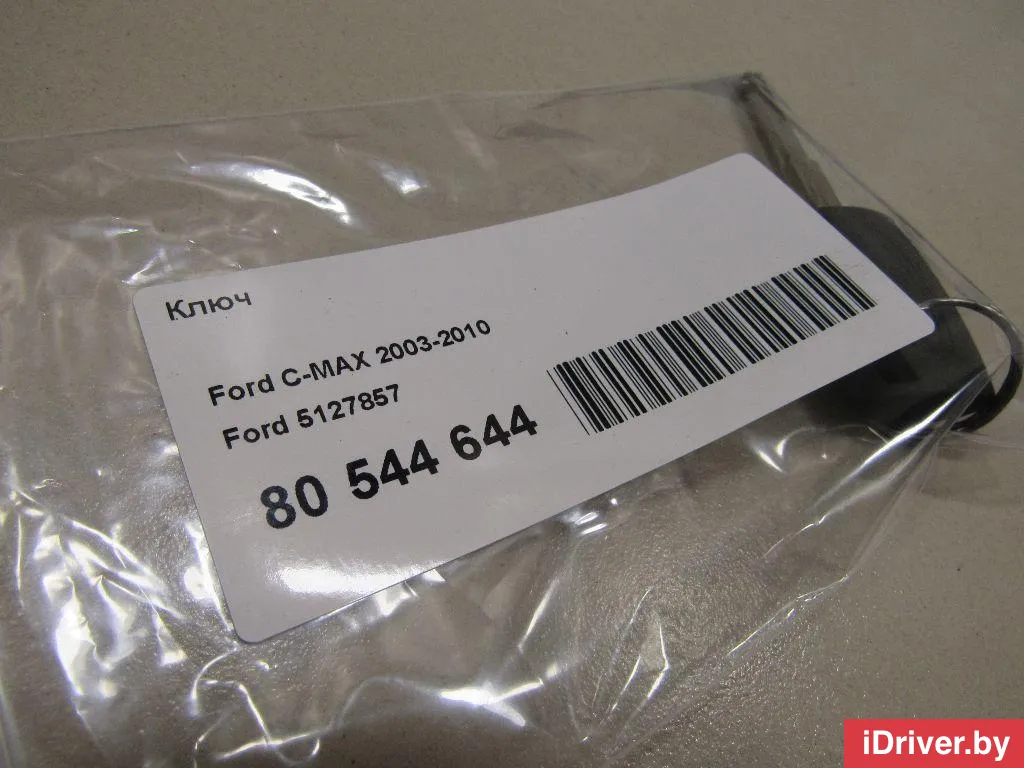 Ключ
Ford C-MAX 2003-2010
Ford 5127857
80 544 644
iDriver.by